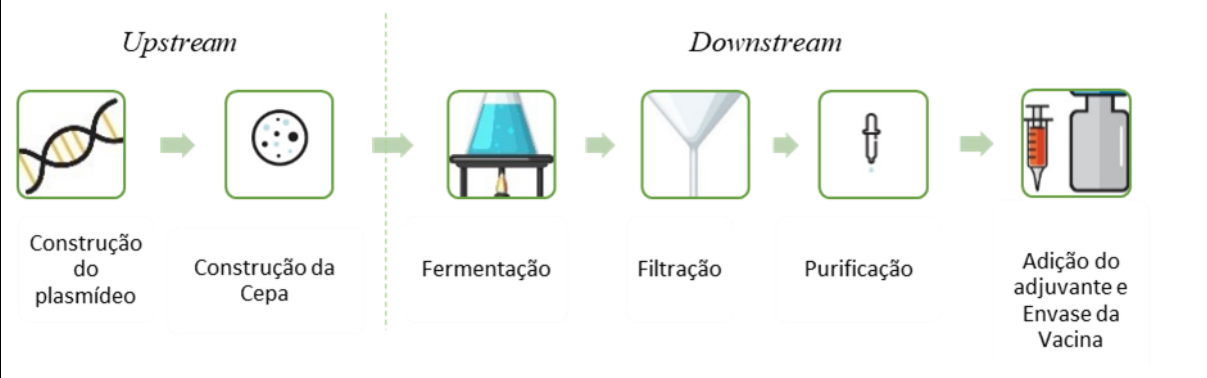 Upstream
Downstream
Construção
do
plasmídeo
Construção da
Cepa
Fermentação
Filtração
Purificação
Adição do
adjuvante e
Envase da
Vacina